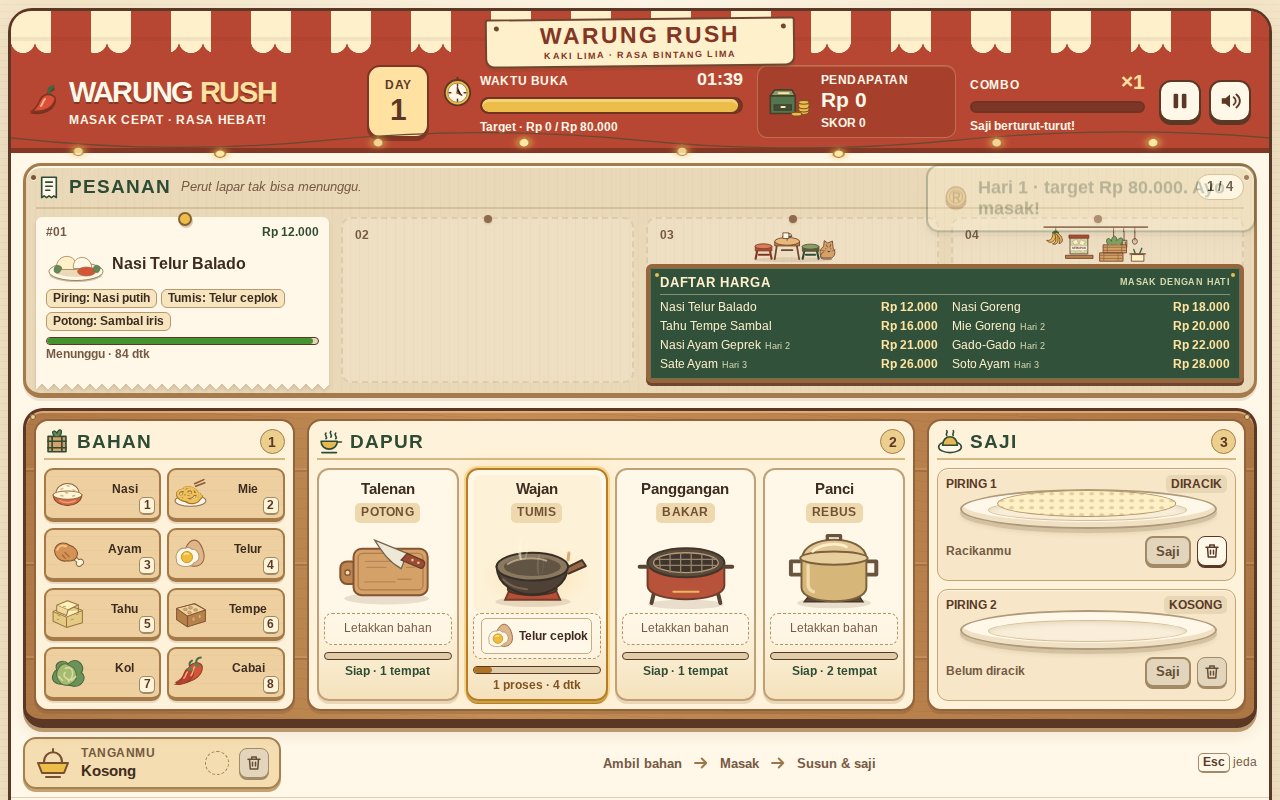 WARUNG RUSH
KAKI LIMA · RASA BINTANG LIMA
WARUNG RUSH
MASAK CEPAT · RASA HEBAT!
DAY
1
WAKTU BUKA 01:39
Target · Rp 0 / Rp 80.000
PENDAPATAN
Rp 0
SKOR 0
COMBO ×1
Saji berturut-turut!
PESANAN Perut lapar tak bisa menunggu.
Hari 1 · target Rp 80.000. Ayo
masak!
1 / 4
#01 Rp 12.000
Nasi Telur Balado
Piring: Nasi putih Tumis: Telur ceplok
Potong: Sambal iris
Menunggu · 84 dtk
02
03
04
DAFTAR HARGA MASAK DENGAN HATI
Nasi Telur Balado Rp 12.000 Nasi Goreng Rp 18.000
Tahu Tempe Sambal Rp 16.000 Mie Goreng Hari 2 Rp 20.000
Nasi Ayam Geprek Hari 2 Rp 21.000 Gado-Gado Hari 2 Rp 22.000
Sate Ayam Hari 3 Rp 26.000 Soto Ayam Hari 3 Rp 28.000
BAHAN 1
Nasi 1
Mie 2
Ayam 3
Telur 4
Tahu 5
Tempe 6
Kol 7
Cabai 8
DAPUR 2
Talenan
POTONG
Letakkan bahan
Siap · 1 tempat
Wajan
TUMIS
Telur ceplok
1 proses · 4 dtk
Panggangan
BAKAR
Letakkan bahan
Siap · 1 tempat
Panci
REBUS
Letakkan bahan
Siap · 2 tempat
SAJI 3
PIRING 1 DIRACIK
Racikanmu Saji
PIRING 2 KOSONG
Belum diracik Saji
TANGANMU
Kosong
Ambil bahan → Masak → Susun & saji
Esc jeda